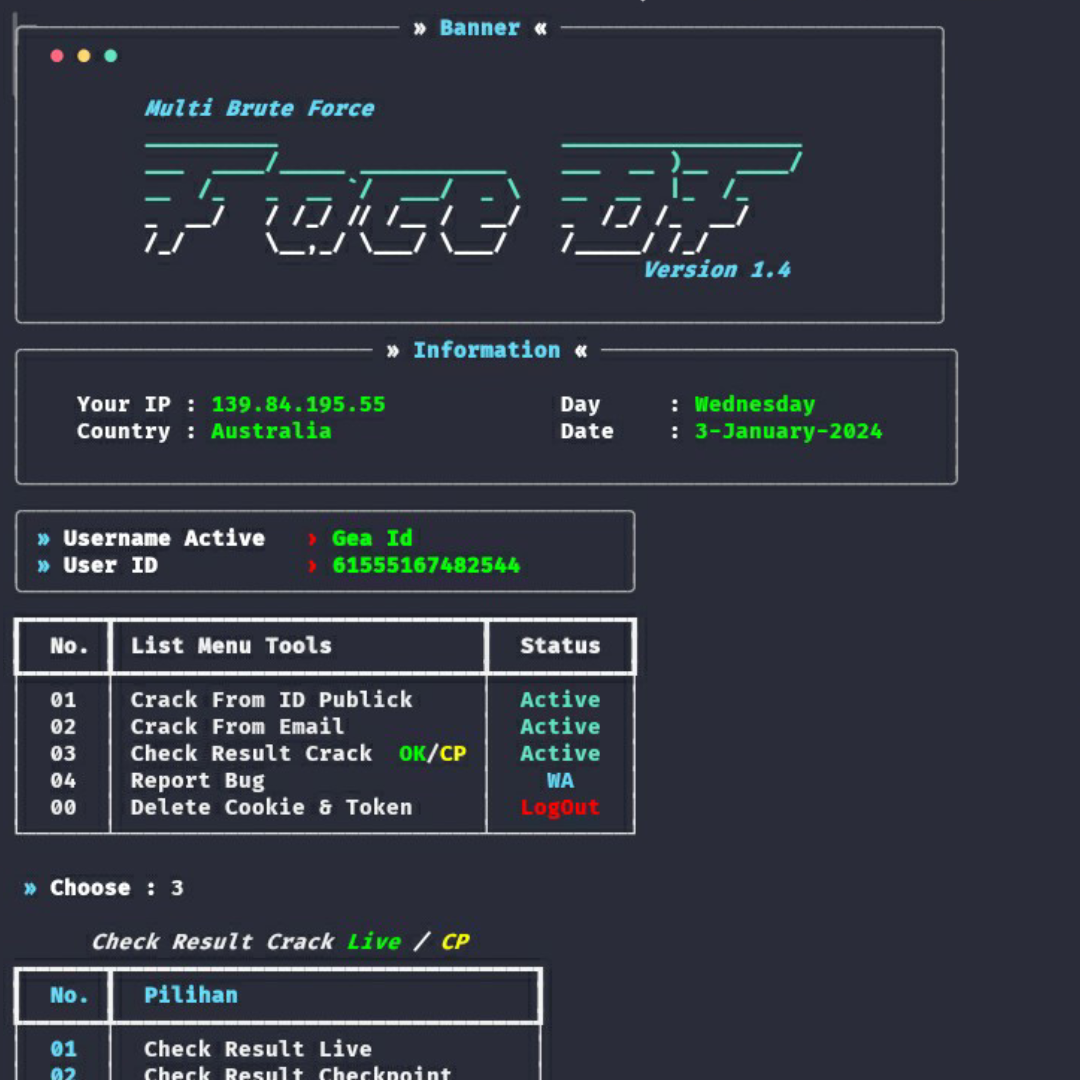 » Banner «
Multi Brute Force
Face BF
Version 1.4
» Information «
Your IP : 139.84.195.55 Day : Wednesday
Country : Australia Date : 3-January-2024
» Username Active › Gea Id
» User ID › 61555167482544
No. List Menu Tools Status
01 Crack From ID Publick Active
02 Crack From Email Active
03 Check Result Crack OK/CP Active
04 Report Bug WA
00 Delete Cookie & Token LogOut
» Choose : 3
Check Result Crack Live / CP
No. Pilihan
01 Check Result Live
02 Check Result Checkpoint